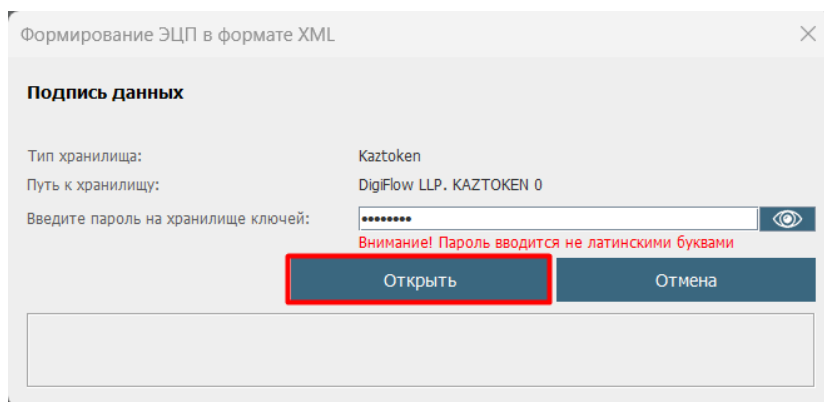 Формирование ЭЦП в формате XML
Подпись данных
Тип хранилища: Kaztoken
Путь к хранилищу: DigiFlow LLP. KAZTOKEN 0
Введите пароль на хранилище ключей: ••••••••
Внимание! Пароль вводится не латинскими буквами
Открыть Отмена